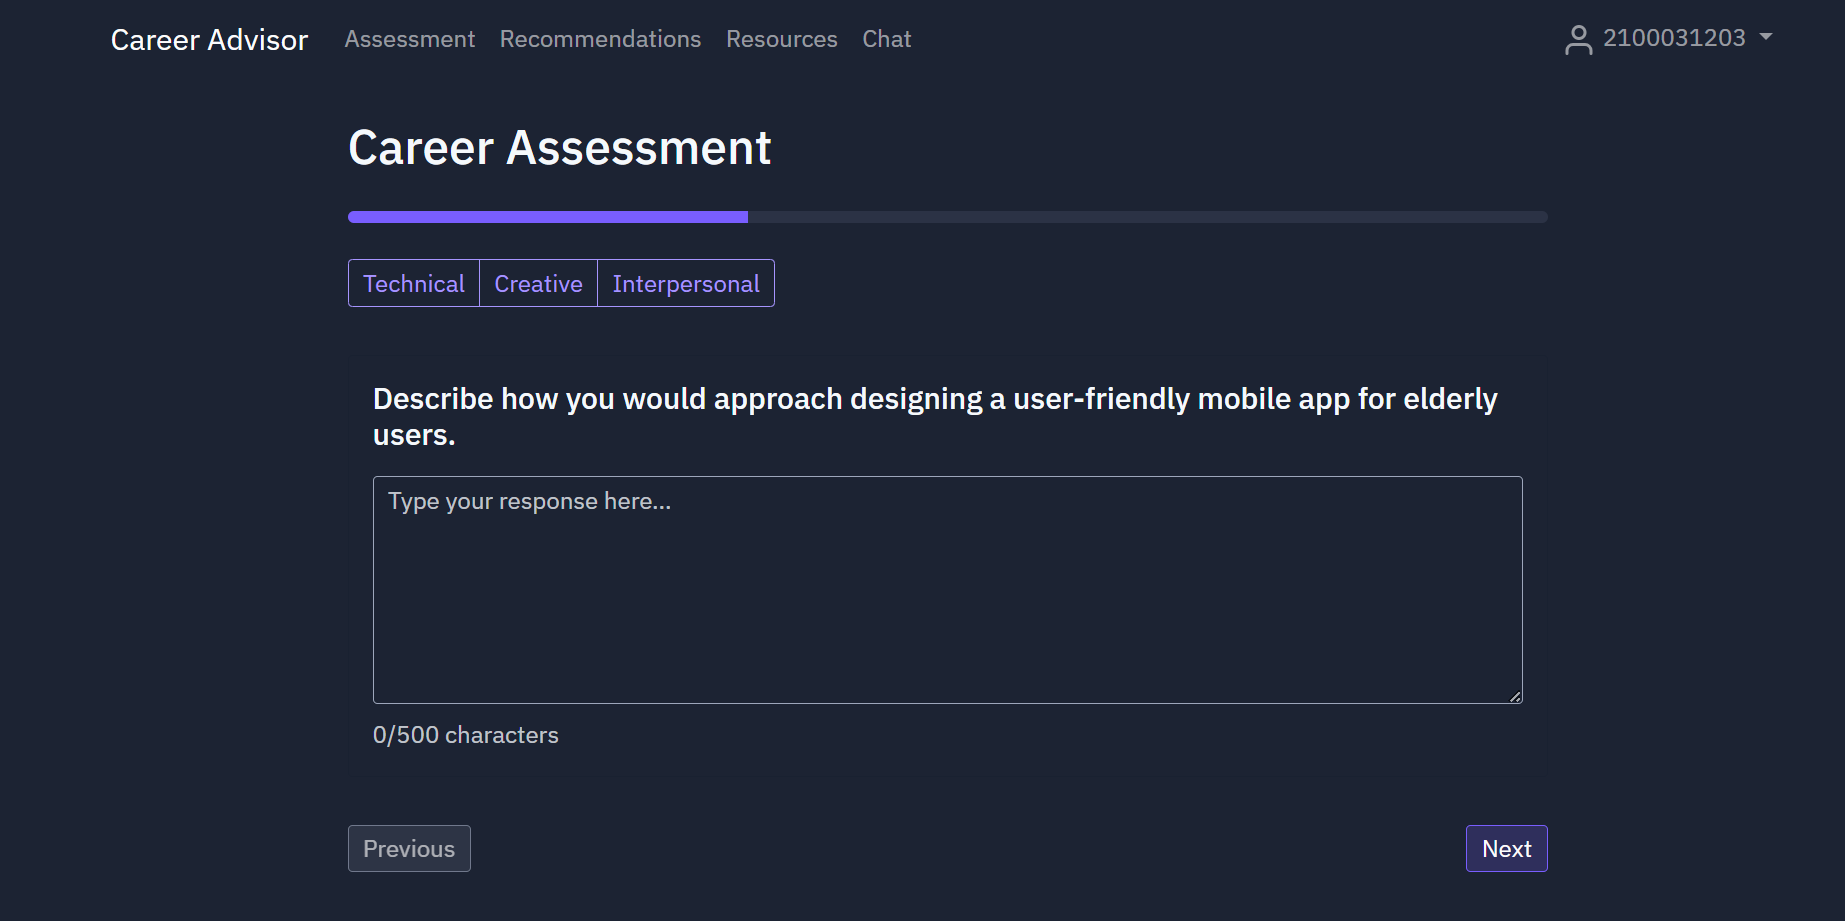 Career Advisor Assessment Recommendations Resources Chat 2100031203
Career Assessment
Technical Creative Interpersonal
Describe how you would approach designing a user-friendly mobile app for elderly
users.
Type your response here...
0/500 characters
Previous Next